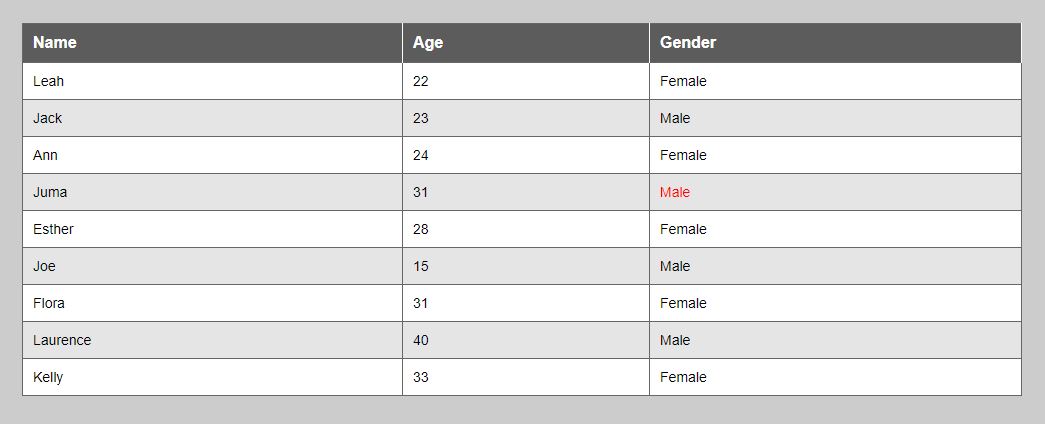 Name Age Gender
Leah 22 Female
Jack 23 Male
Ann 24 Female
Juma 31 Male
Esther 28 Female
Joe 15 Male
Flora 31 Female
Laurence 40 Male
Kelly 33 Female